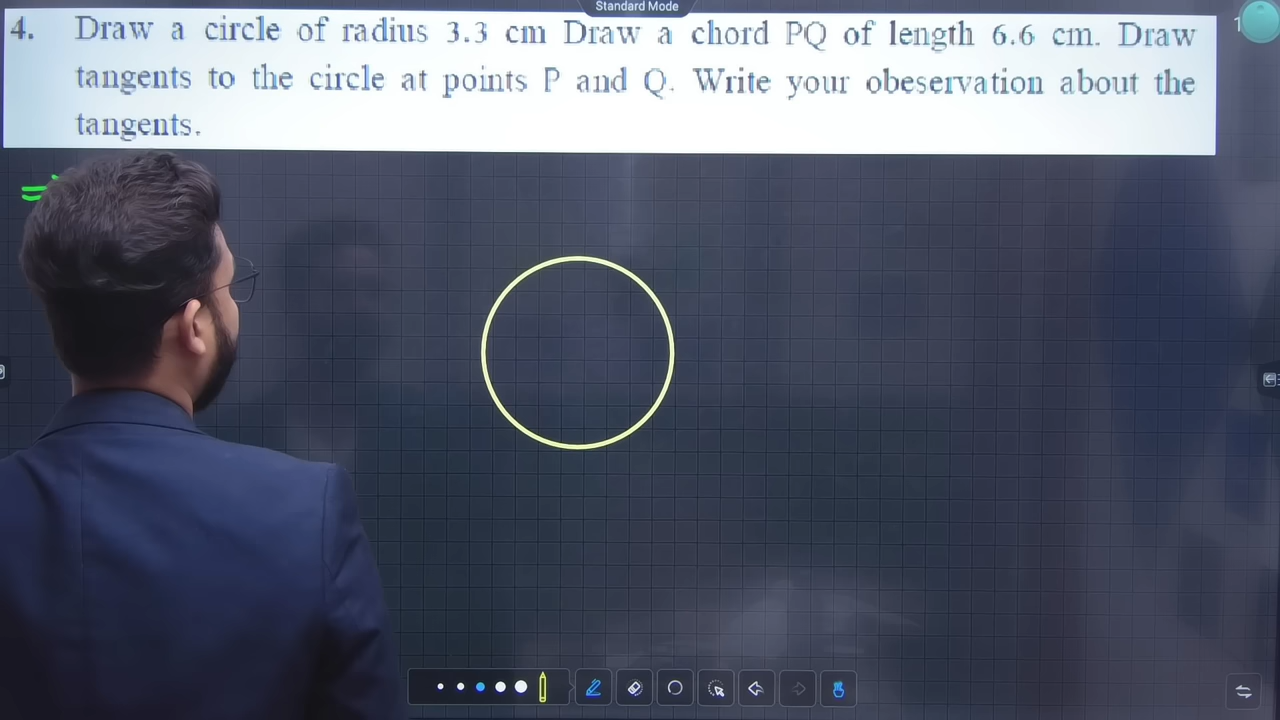 Standard Mode
4. Draw a circle of radius 3.3 cm Draw a chord PQ of length 6.6 cm. Draw
tangents to the circle at points P and Q. Write your obeservation about the
tangents.